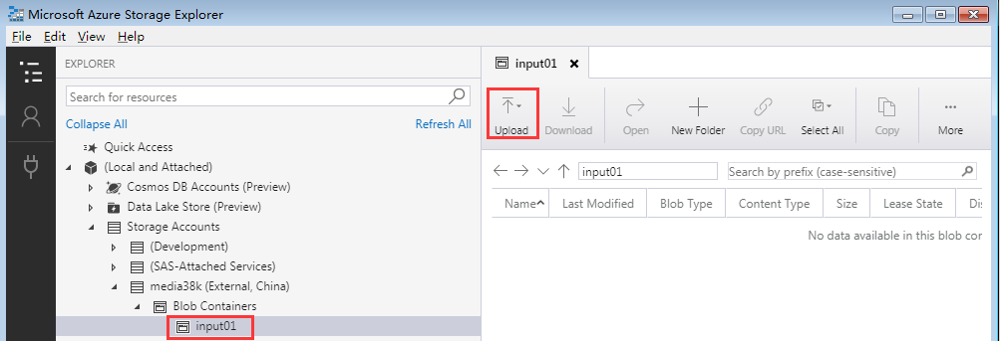 Microsoft Azure Storage Explorer
File Edit View Help
EXPLORER
Search for resources
Collapse All Refresh All
Quick Access
(Local and Attached)
Cosmos DB Accounts (Preview)
Data Lake Store (Preview)
Storage Accounts
(Development)
(SAS-Attached Services)
media38k (External, China)
Blob Containers
input01
input01
Upload Download Open New Folder Copy URL Select All Copy More
input01 Search by prefix (case-sensitive)
Name Last Modified Blob Type Content Type Size Lease State Dis
No data available in this blob cor